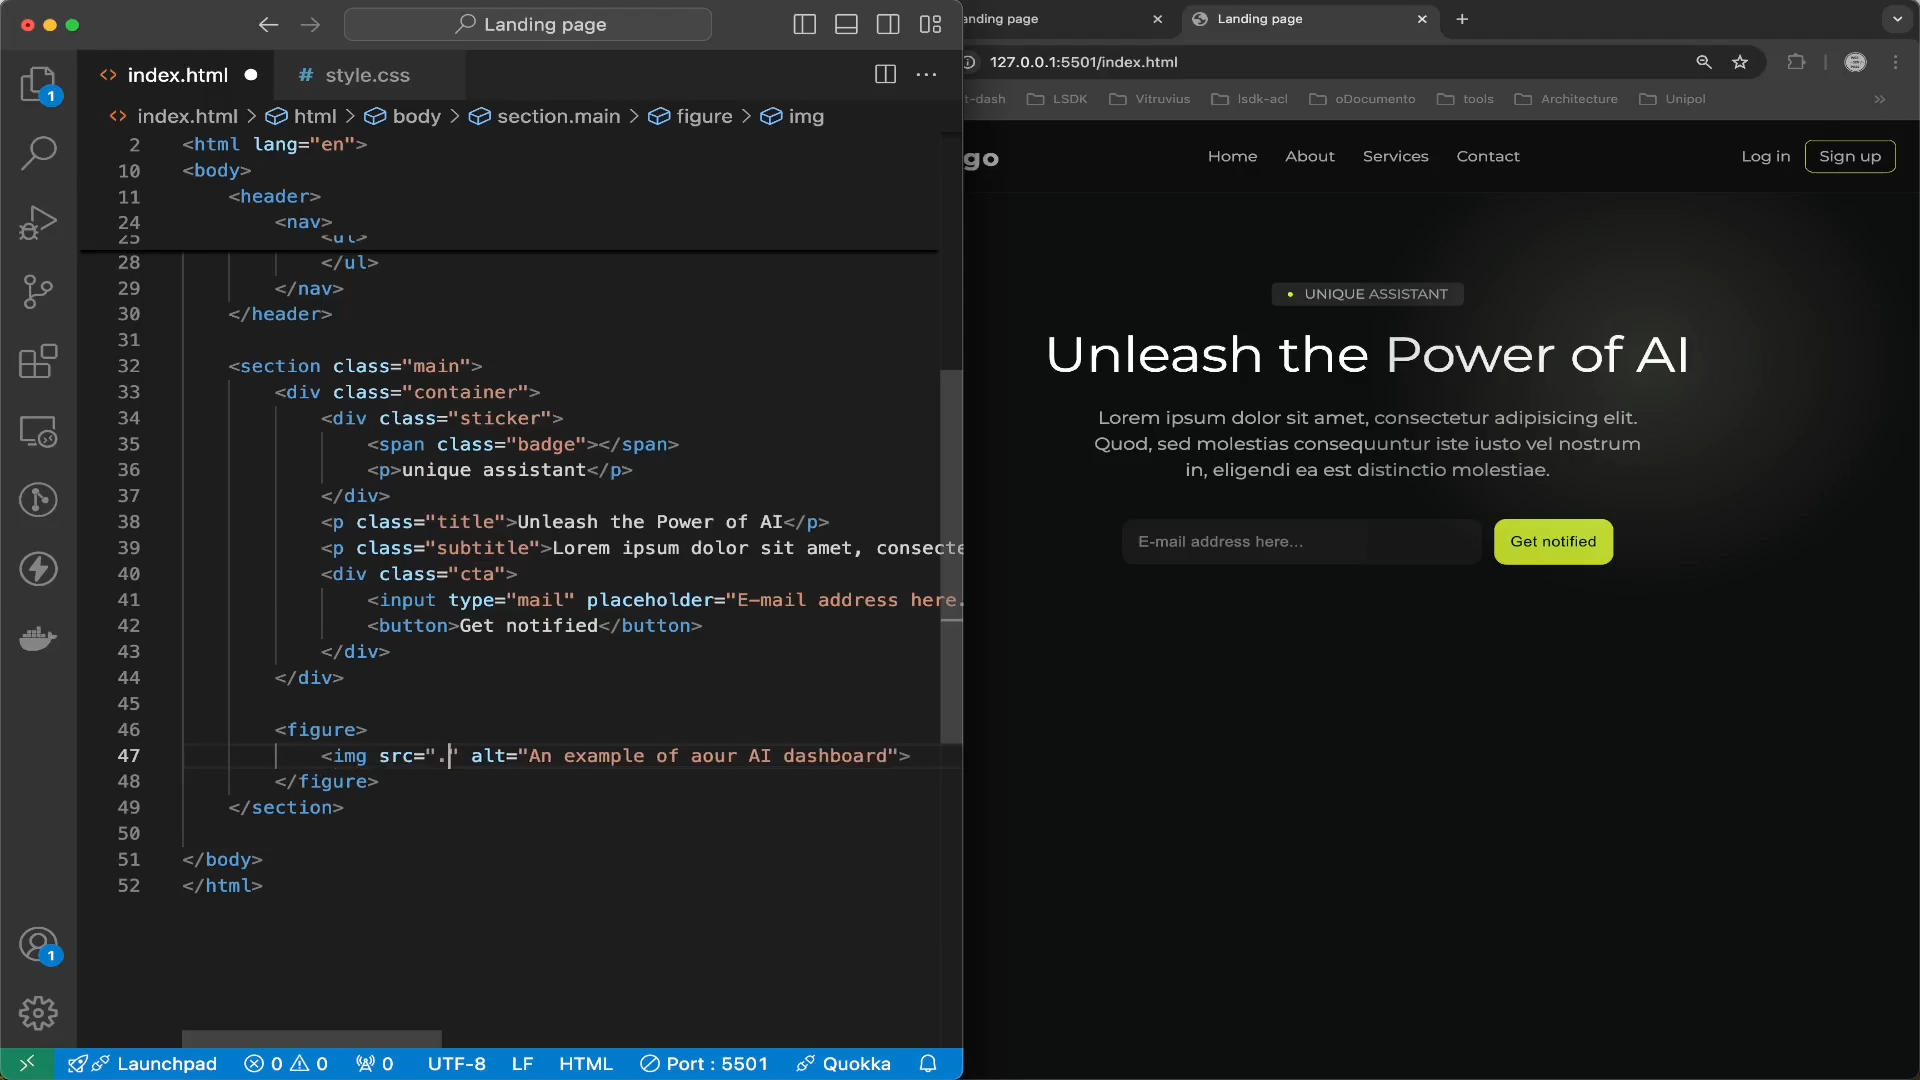 Landing page
index.html
# style.css
index.html > html > body > section.main > figure > img
2 <html lang="en">
10 <body>
11 <header>
24 <nav>
25 <ul>
28 </ul>
29 </nav>
30 </header>
31
32 <section class="main">
33 <div class="container">
34 <div class="sticker">
35 <span class="badge"></span>
36 <p>unique assistant</p>
37 </div>
38 <p class="title">Unleash the Power of AI</p>
39 <p class="subtitle">Lorem ipsum dolor sit amet, consecte
40 <div class="cta">
41 <input type="mail" placeholder="E-mail address here.
42 <button>Get notified</button>
43 </div>
44 </div>
45
46 <figure>
47 <img src="." alt="An example of aour AI dashboard">
48 </figure>
49 </section>
50
51 </body>
52 </html>
1
1
Launchpad 0 0 0 UTF-8 LF HTML Port : 5501 Quokka
anding page
Landing page
127.0.0.1:5501/index.html
t-dash LSDK Vitruvius lsdk-acl oDocumento tools Architecture Unipol
go Home About Services Contact Log in Sign up
UNIQUE ASSISTANT
Unleash the Power of AI
Lorem ipsum dolor sit amet, consectetur adipisicing elit.
Quod, sed molestias consequuntur iste iusto vel nostrum
in, eligendi ea est distinctio molestiae.
E-mail address here... Get notified